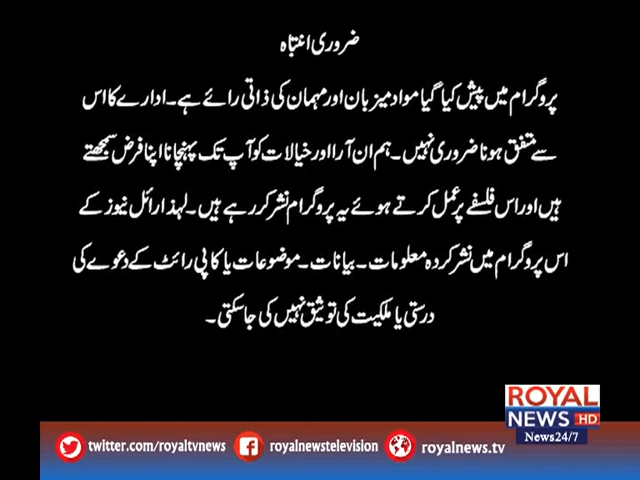 ضروری انتباہ
پروگرام میں پیش کیا گیا مواد میزبان اور مہمان کی ذاتی رائے ہے۔ ادارے کا اس
سے متفق ہونا ضروری نہیں۔ ہم ان آرا اور خیالات کو آپ تک پہنچانا اپنا فرض سمجھتے
ہیں اور اس فلسفے پر عمل کرتے ہوئے یہ پروگرام نشر کر رہے ہیں۔ لہذا رائل نیوز کے
اس پروگرام میں نشر کردہ معلومات۔ بیانات۔ موضوعات یا کاپی رائٹ کے دعوے کی
درستی یا ملکیت کی توثیق نہیں کی جاسکتی۔
ROYAL
NEWS HD
News24/7
twitter.com/royaltvnews royalnewstelevision royalnews.tv